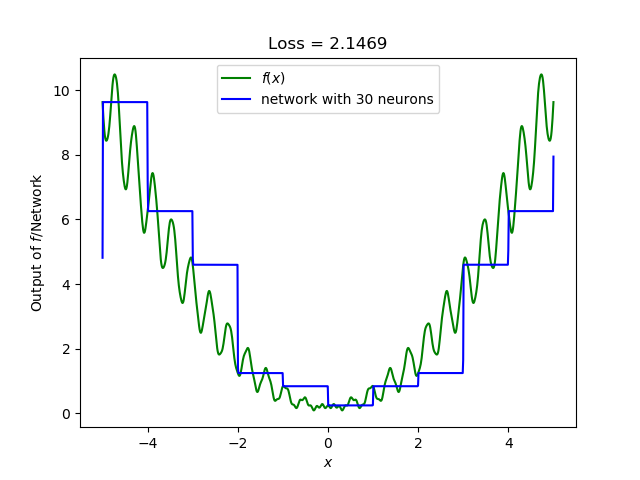 Loss = 2.1469
f(x)
network with 30 neurons
Output of f/Network
10
8
6
4
2
0
−4 −2 0 2 4
x